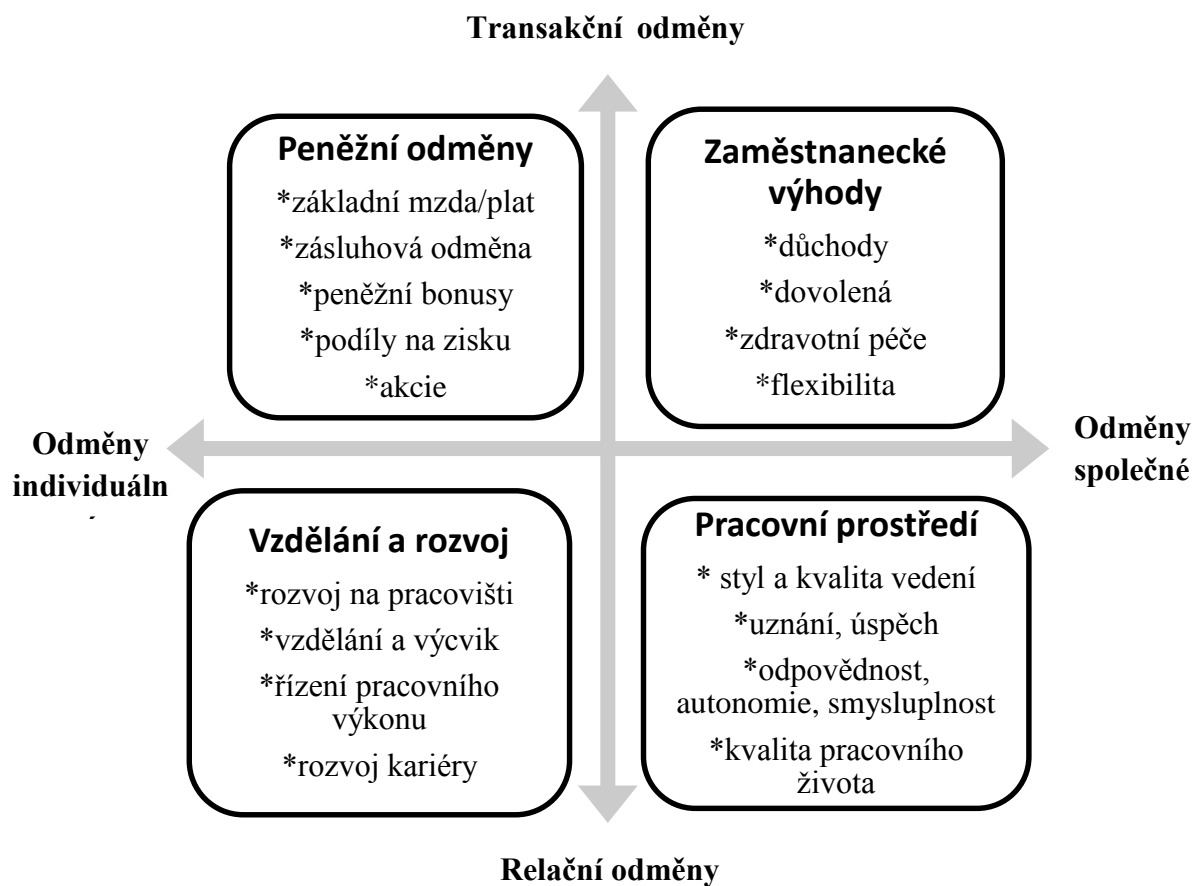 Transakční odměny
Peněžní odměny
*základní mzda/plat
*zásluhová odměna
*peněžní bonusy
*podíly na zisku
*akcie
Zaměstnanecké
výhody
*důchody
*dovolená
*zdravotní péče
*flexibilita
Odměny
individuáln
Odměny
společné
Vzdělání a rozvoj
*rozvoj na pracovišti
*vzdělání a výcvik
*řízení pracovního
výkonu
*rozvoj kariéry
Pracovní prostředí
* styl a kvalita vedení
*uznání, úspěch
*odpovědnost,
autonomie, smysluplnost
*kvalita pracovního
života
Relační odměny